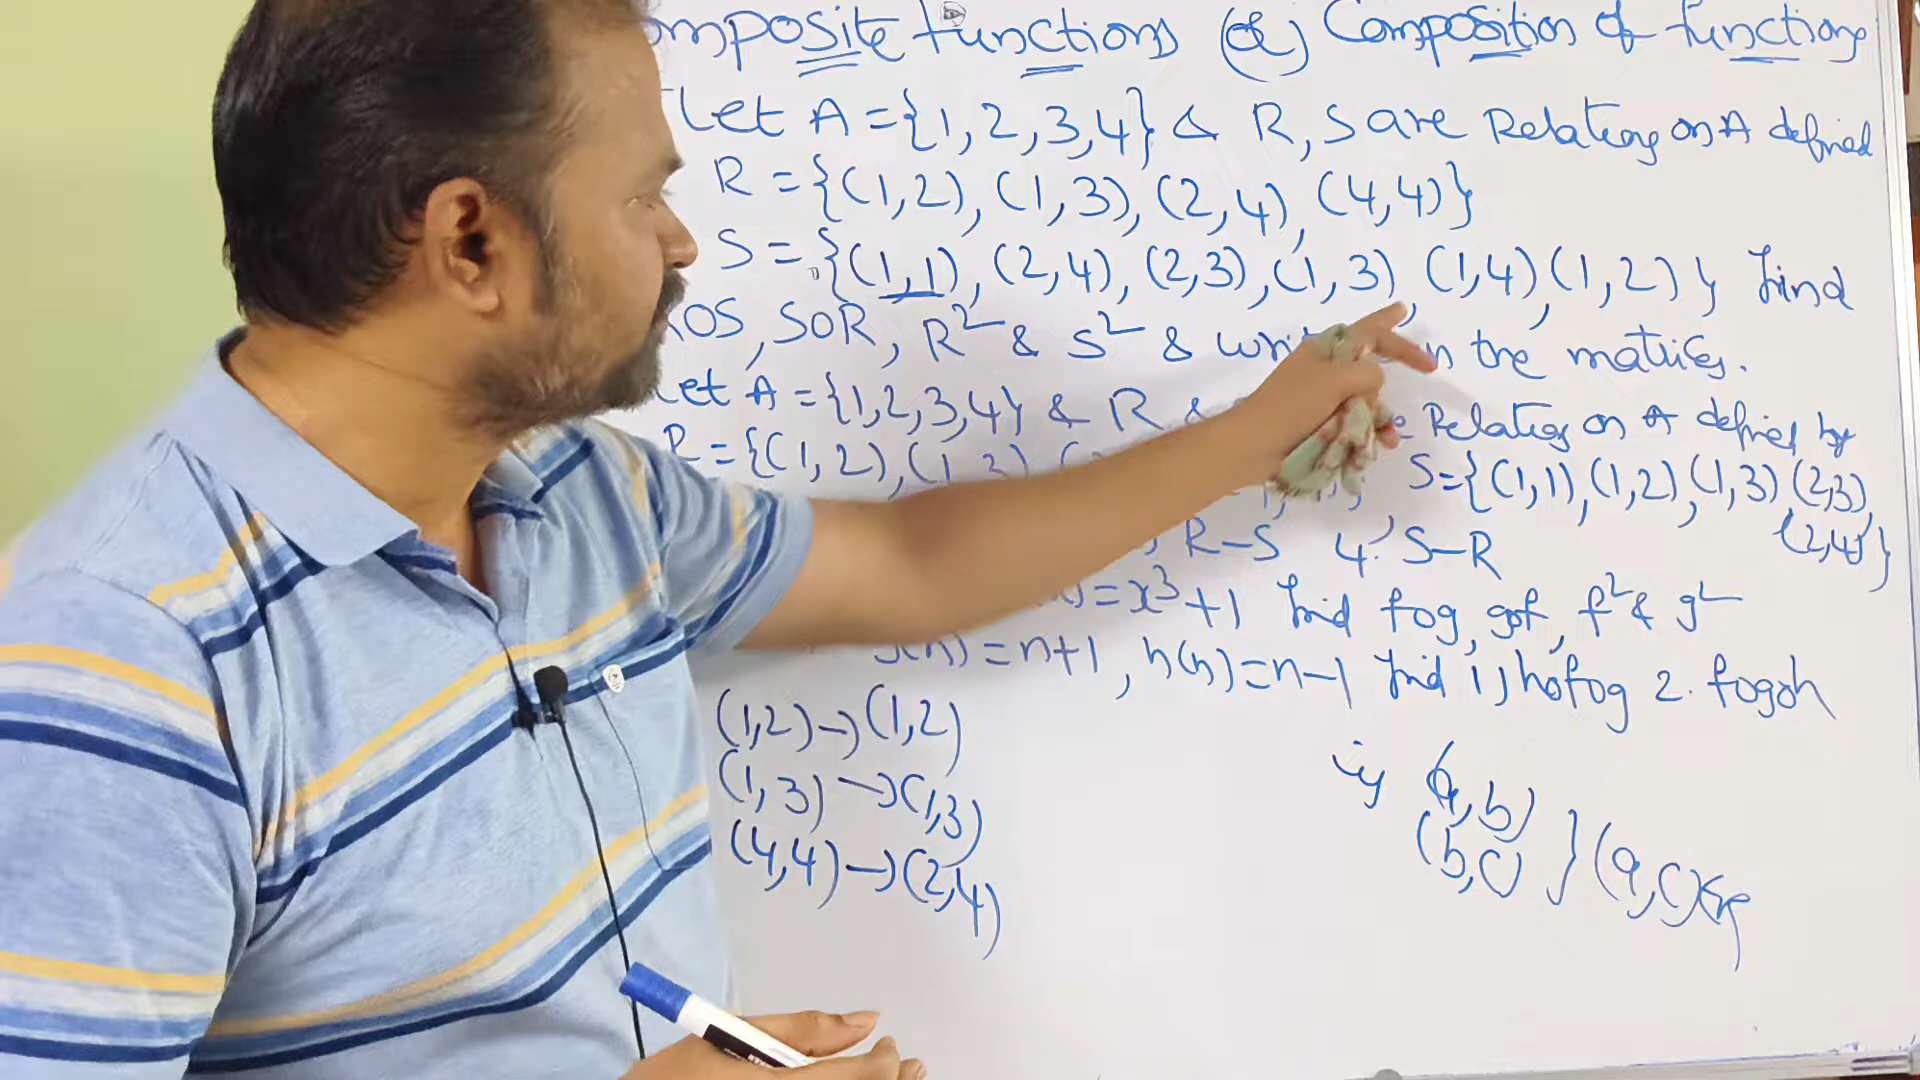 mposite functions (or) Composition of functions
Let A = {1,2,3,4} & R, S are Relations on A defined
R = {(1,2), (1,3), (2,4), (4,4)}
S = {(1,1), (2,4), (2,3), (1,3), (1,4), (1,2)} find
ROS, SOR, R² & S² & write in the matrices.
Let A = {1,2,3,4} & R & Relations on A defined by
R = {(1,2), (1,3), S = {(1,1), (1,2), (1,3) (2,3),
(2,4)}
R-S 4. S-R
= x³+1 find fog, gof, f² & g²
(n) = n+1, h(n) = n-1 find 1) hofog 2. fogoh
(1,2) → (1,2)
(1,3) → (1,3)
(4,4) → (2,4)
(a,b)
(b,c) } (a,c)